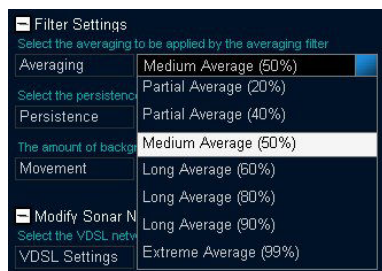 Filter Settings
Select the averaging to be applied by the averaging filter
Averaging Medium Average (50%)
Partial Average (20%)
Select the persistence
Persistence Partial Average (40%)
Medium Average (50%)
The amount of backgr
Movement Long Average (60%)
Long Average (80%)
Modify Sonar N Long Average (90%)
Select the VDSL netw
VDSL Settings Extreme Average (99%)